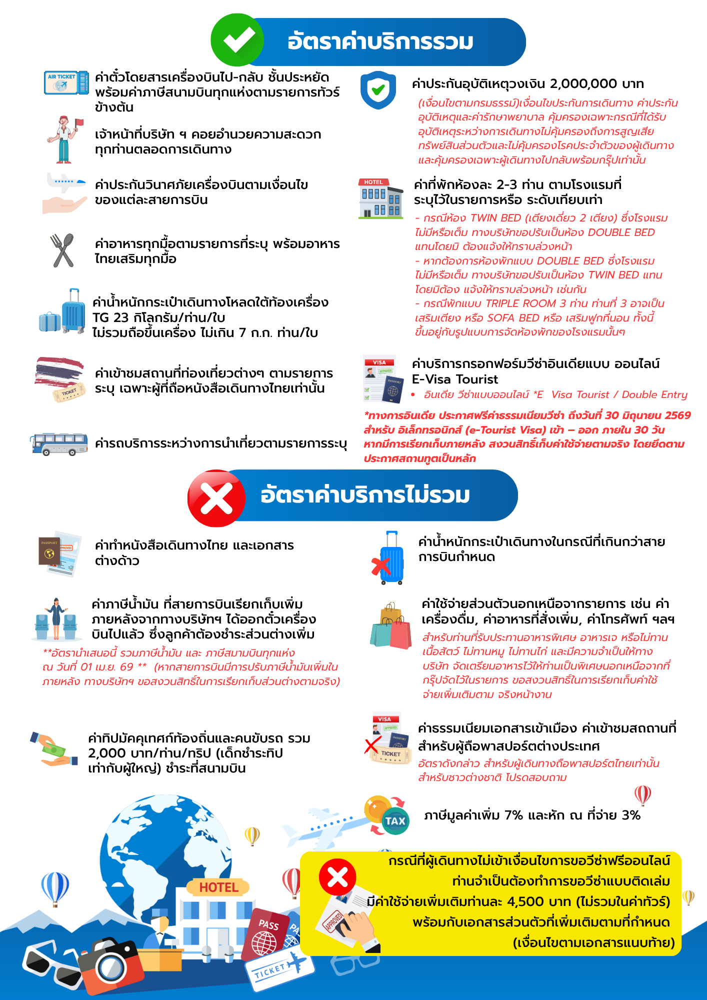 อัตราค่าบริการรวม
AIR TICKET
ค่าตั๋วโดยสารเครื่องบินไป-กลับ ชั้นประหยัด
พร้อมค่าภาษีสนามบินทุกแห่งตามรายการทัวร์
ข้างต้น
เจ้าหน้าที่บริษัท ฯ คอยอำนวยความสะดวก
ทุกท่านตลอดการเดินทาง
ค่าประกันวินาศภัยเครื่องบินตามเงื่อนไข
ของแต่ละสายการบิน
ค่าอาหารทุกมื้อตามรายการที่ระบุ พร้อมอาหาร
ไทยเสริมทุกมื้อ
ค่าน้ำหนักกระเป๋าเดินทางโหลดใต้ท้องเครื่อง
TG 23 กิโลกรัม/ท่าน/ใบ
ไม่รวมถือขึ้นเครื่อง ไม่เกิน 7 ก.ก. ท่าน/ใบ
TICKET
ค่าเข้าชมสถานที่ท่องเที่ยวต่างๆ ตามรายการ
ระบุ เฉพาะผู้ที่ถือหนังสือเดินทางไทยเท่านั้น
ค่ารถบริการระหว่างการนำเที่ยวตามรายการระบุ
ค่าประกันอุบัติเหตุวงเงิน 2,000,000 บาท
(เงื่อนไขตามกรมธรรม์)เงื่อนไขประกันการเดินทาง ค่าประกัน
อุบัติเหตุและค่ารักษาพยาบาล คุ้มครองเฉพาะกรณีที่ได้รับ
อุบัติเหตุระหว่างการเดินทางไม่คุ้มครองถึงการสูญเสีย
ทรัพย์สินส่วนตัวและไม่คุ้มครองโรคประจำตัวของผู้เดินทาง
และคุ้มครองเฉพาะผู้เดินทางไปกลับพร้อมกรุ๊ปเท่านั้น
HOTEL
ค่าที่พักห้องละ 2-3 ท่าน ตามโรงแรมที่
ระบุไว้ในรายการหรือ ระดับเทียบเท่า
- กรณีห้อง TWIN BED (เตียงเดี่ยว 2 เตียง) ซึ่งโรงแรม
ไม่มีหรือเต็ม ทางบริษัทขอปรับเป็นห้อง DOUBLE BED
แทนโดยมิ ต้องแจ้งให้ทราบล่วงหน้า
- หากต้องการห้องพักแบบ DOUBLE BED ซึ่งโรงแรม
ไม่มีหรือเต็ม ทางบริษัทขอปรับเป็นห้อง TWIN BED แทน
โดยมิต้อง แจ้งให้ทราบล่วงหน้า เช่นกัน
- กรณีพักแบบ TRIPLE ROOM 3 ท่าน ท่านที่ 3 อาจเป็น
เสริมเตียง หรือ SOFA BED หรือ เสริมฟูกที่นอน ทั้งนี้
ขึ้นอยู่กับรูปแบบการจัดห้องพักของโรงแรมนั้นๆ
VISA
APPROVED
PASSPORT
ค่าบริการกรอกฟอร์มวีซ่าอินเดียแบบ ออนไลน์
E-Visa Tourist
• อินเดีย วีซ่าแบบออนไลน์ *E Visa Tourist / Double Entry
*ทางการอินเดีย ประกาศฟรีค่าธรรมเนียมวีซ่า ถึงวันที่ 30 มิถุนายน 2569
สำหรับ อิเล็กทรอนิกส์ (e-Tourist Visa) เข้า – ออก ภายใน 30 วัน
หากมีการเรียกเก็บภายหลัง สงวนสิทธิ์เก็บค่าใช้จ่ายตามจริง โดยยึดตาม
ประกาศสถานทูตเป็นหลัก
อัตราค่าบริการไม่รวม
PASSPORT
APPROVED
ค่าทำหนังสือเดินทางไทย และเอกสาร
ต่างด้าว
ค่าภาษีน้ำมัน ที่สายการบินเรียกเก็บเพิ่ม
ภายหลังจากทางบริษัทฯ ได้ออกตั๋วเครื่อง
บินไปแล้ว ซึ่งลูกค้าต้องชำระส่วนต่างเพิ่ม
**อัตรานำเสนอนี้ รวมภาษีน้ำมัน และ ภาษีสมามบินทุกแห่ง
ณ วันที่ 01 เม.ย. 69 ** (หากสายการบินมีการปรับภาษีน้ำมันเพิ่มใน
ภายหลัง ทางบริษัทฯ ขอสงวนสิทธิ์ในการเรียกเก็บส่วนต่างตามจริง)
ค่าทิปมัคคุเทศก์ท้องถิ่นและคนขับรถ รวม
2,000 บาท/ท่าน/ทริป (เด็กชำระทิป
เท่ากับผู้ใหญ่) ชำระที่สนามบิน
ค่าน้ำหนักกระเป๋าเดินทางในกรณีที่เกินกว่าสาย
การบินกำหนด
ค่าใช้จ่ายส่วนตัวนอกเหนือจากรายการ เช่น ค่า
เครื่องดื่ม, ค่าอาหารที่สั่งเพิ่ม, ค่าโทรศัพท์ ฯลฯ
สำหรับท่านที่รับประทานอาหารพิเศษ อาหารเจ หรือไม่ทาน
เนื้อสัตว์ ไม่ทานหมู ไม่ทานไก่ และมีความจำเป็นให้ทาง
บริษัท จัดเตรียมอาหารไว้ให้ท่านเป็นพิเศษนอกเหนือจากที่
กรุ๊ปจัดไว้ในรายการ ขอสงวนสิทธิ์ในการเรียกเก็บค่าใช้
จ่ายเพิ่มเติมตาม จริงหน้างาน
VISA
APPROVED
PASSPORT
TICKET
ค่าธรรมเนียมเอกสารเข้าเมือง ค่าเข้าชมสถถานที่
สำหรับผู้ถือพาสปอร์ตต่างประเทศ
อัตราดังกล่าว สำหรับผู้เดินทางถือพาสปอร์ตไทยเท่านั้น
สำหรับชาวต่างชาติ โปรดสอบถาม
TAX
ภาษีมูลค่าเพิ่ม 7% และหัก ณ ที่จ่าย 3%
กรณีที่ผู้เดินทางไม่เข้าเงื่อนไขการขอวีซ่าฟรีออนไลน์
ท่านจำเป็นต้องทำการขอวีซ่าแบบติดเล่ม
มีค่าใช้จ่ายเพิ่มเติมท่านละ 4,500 บาท (ไม่รวมในค่าทัวร์)
พร้อมกับเอกสารส่วนตัวที่เพิ่มเติมตามที่กำหนด
(เงื่อนไขตามเอกสารแนบท้าย)
APPROVED
HOTEL
PASS
PAS
TICKET